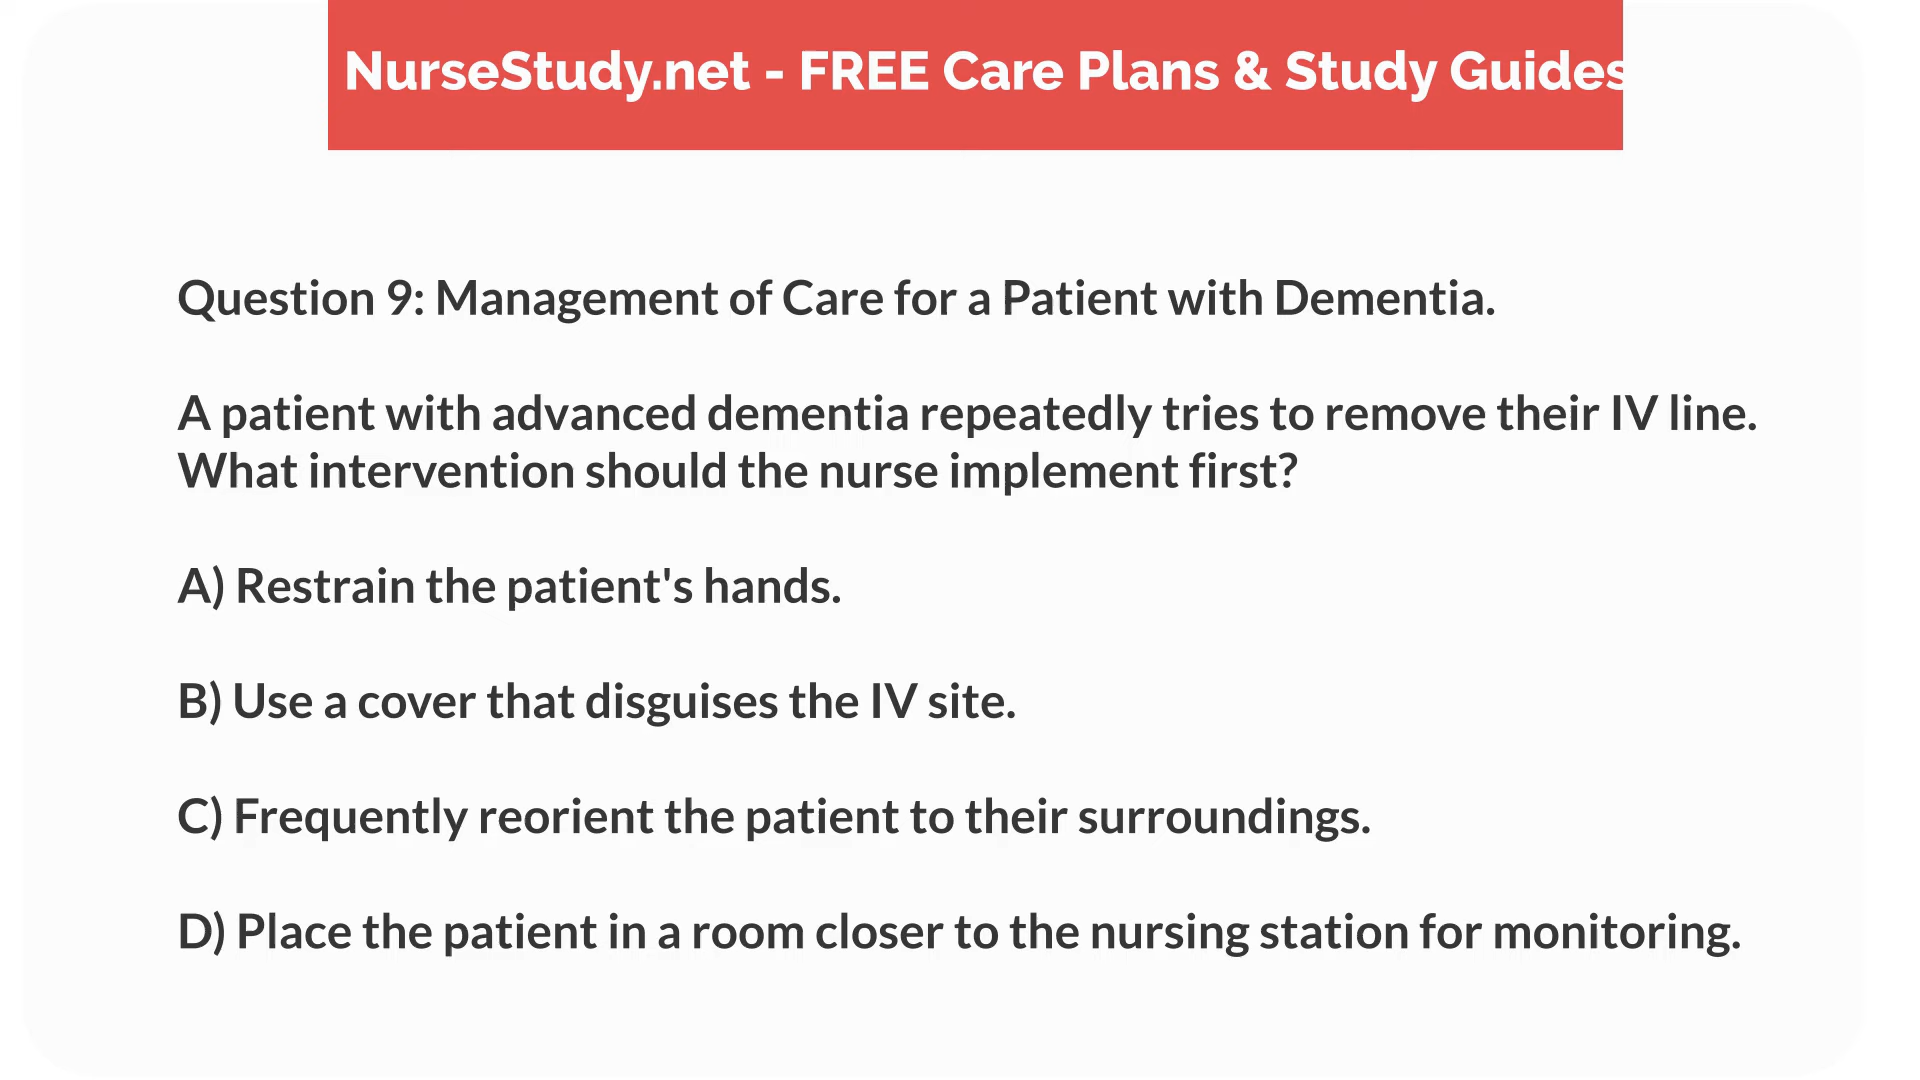 NurseStudy.net - FREE Care Plans & Study Guides
Question 9: Management of Care for a Patient with Dementia.
A patient with advanced dementia repeatedly tries to remove their IV line.
What intervention should the nurse implement first?
A) Restrain the patient's hands.
B) Use a cover that disguises the IV site.
C) Frequently reorient the patient to their surroundings.
D) Place the patient in a room closer to the nursing station for monitoring.